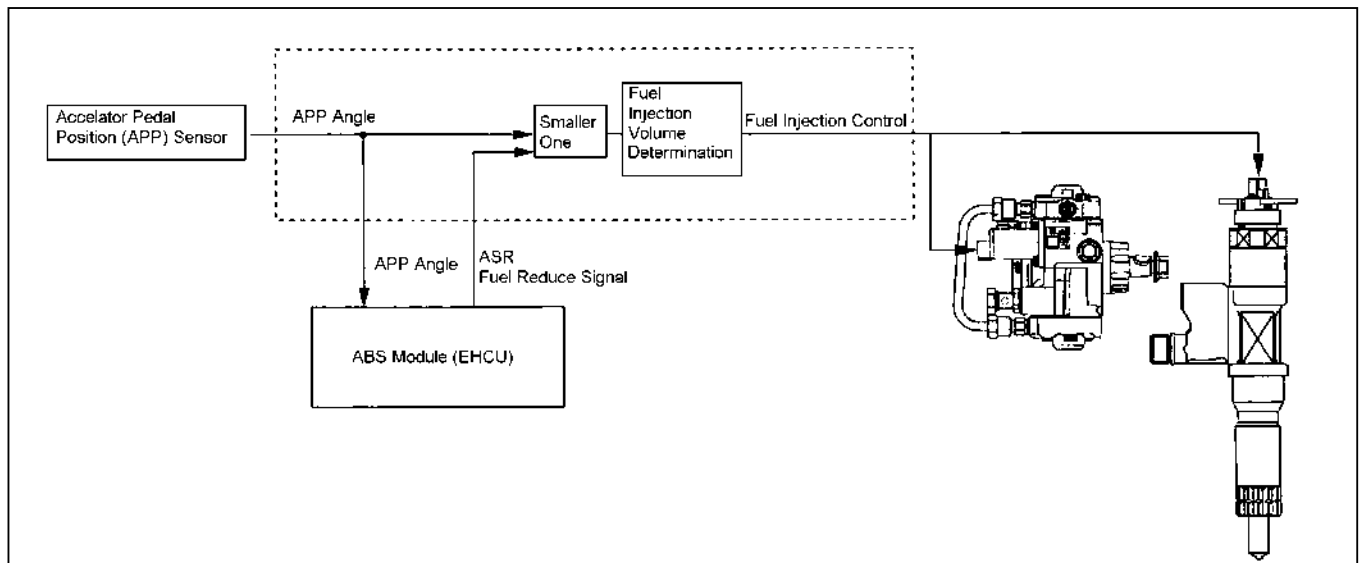 Accelator Pedal
Position (APP) Sensor
APP Angle
Smaller
One
Fuel
Injection
Volume
Determination
Fuel Injection Control
APP Angle
ASR
Fuel Reduce Signal
ABS Module (EHCU)